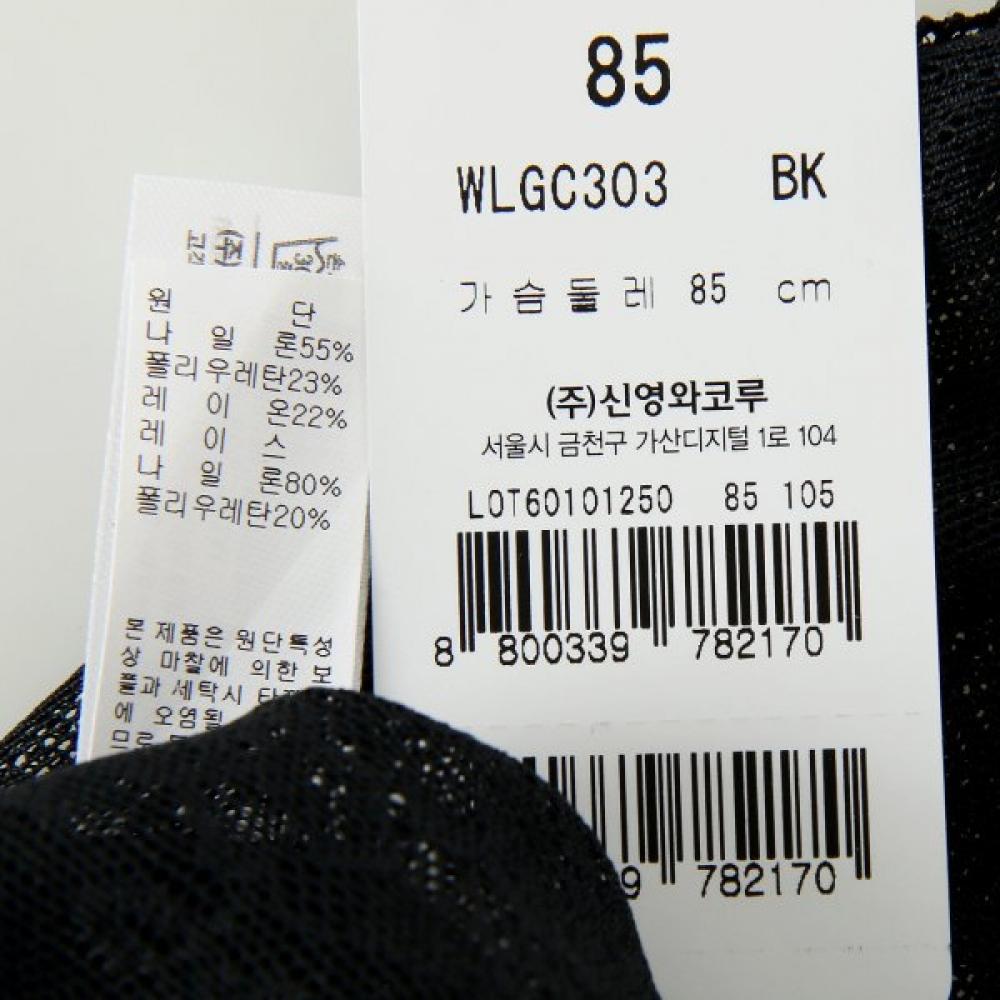 85
WLGC303 BK
가슴둘레 85 cm
(주)신영와코루
서울시 금천구 가산디지털 1로 104
LOT60101250 85 105
8 800339 782170
9 782170
원 단
나 일 론55%
폴리우레탄23%
레 이 온22%
레 이 스
나 일 론80%
폴리우레탄20%
본 제품은 원단특성
상 마찰에 의한 보
풀과 세탁시
에 오염될
므로